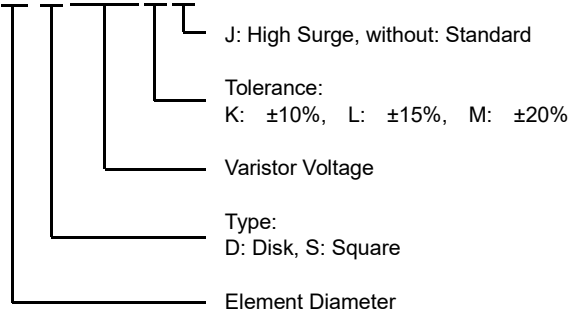 J: High Surge, without: Standard
Tolerance:
K: ±10%, L: ±15%, M: ±20%
Varistor Voltage
Type:
D: Disk, S: Square
Element Diameter